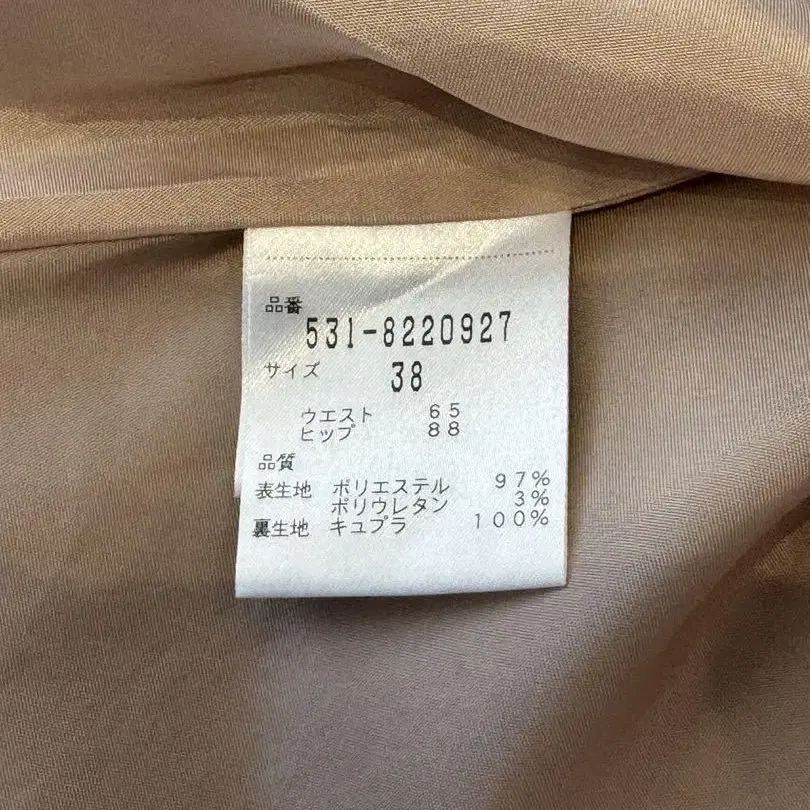 品番
531-8220927
サイズ 38
ウエスト 65
ヒップ 88
品質
表生地 ポリエステル 97%
ポリウレタン 3%
裏生地 キュプラ 100%